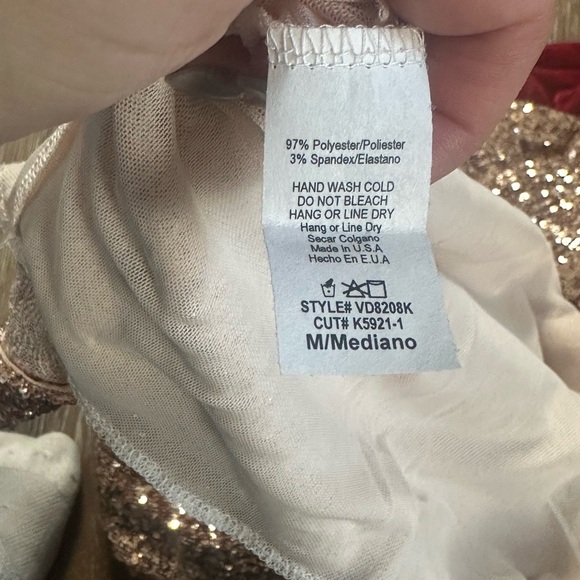 97% Polyester/Poliester
3% Spandex/Elastano
HAND WASH COLD
DO NOT BLEACH
HANG OR LINE DRY
Hang or Line Dry
Secar Colgano
Made In U.S.A
Hecho En E.U.A
STYLE# VD8208K
CUT# K5921-1
M/Mediano